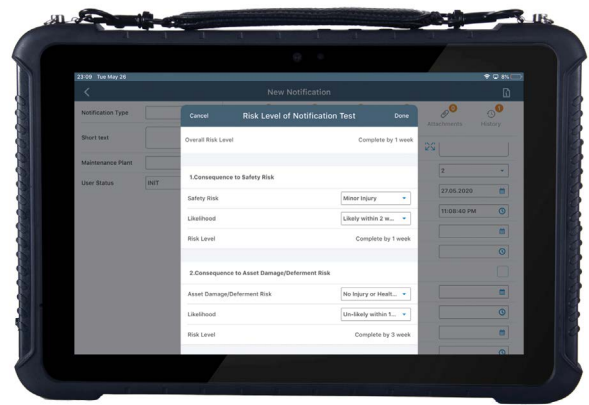 23:09 Tue May 26
8%
New Notification
Notification Type
Short text
Maintenance Plant
User Status
INIT
Cancel
Risk Level of Notification Test
Done
Overall Risk Level
Complete by 1 week
1.Consequence to Safety Risk
Safety Risk
Minor Injury
Likelihood
Likely within 2 w...
Risk Level
Complete by 1 week
2.Consequence to Asset Damage/Deferment Risk
Asset Damage/Deferment Risk
No Injury or Healt...
Likelihood
Un-likely within 1...
Risk Level
Complete by 3 week
Attachments
History
27.05.2020
11:08:40 PM